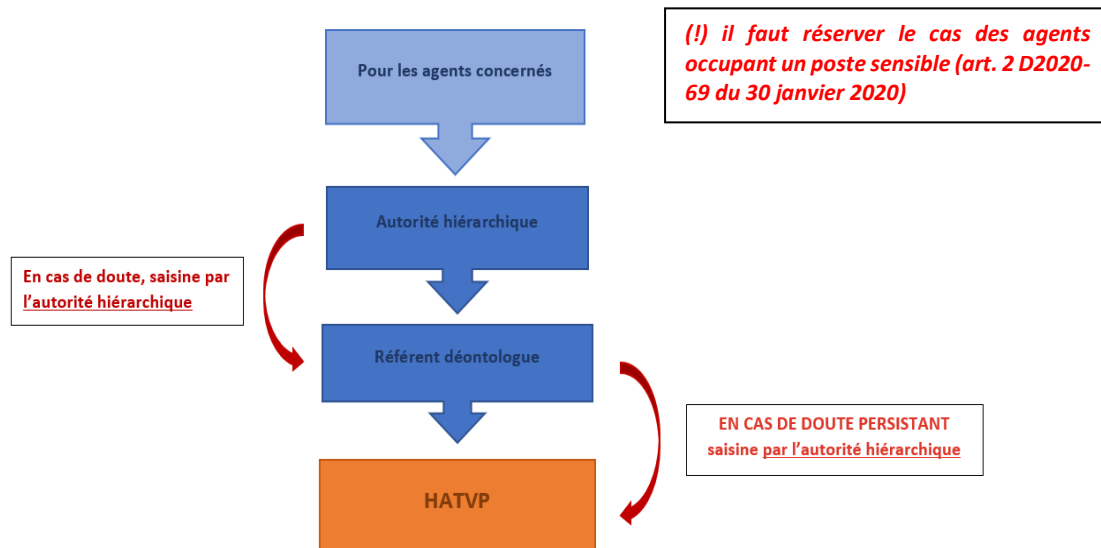 Pour les agents concernés
(!) il faut réserver le cas des agents
occupant un poste sensible (art. 2 D2020-
69 du 30 janvier 2020)
Autorité hiérarchique
En cas de doute, saisine par
l’autorité hiérarchique
Référent déontologue
EN CAS DE DOUTE PERSISTANT
saisine par l’autorité hiérarchique
HATVP